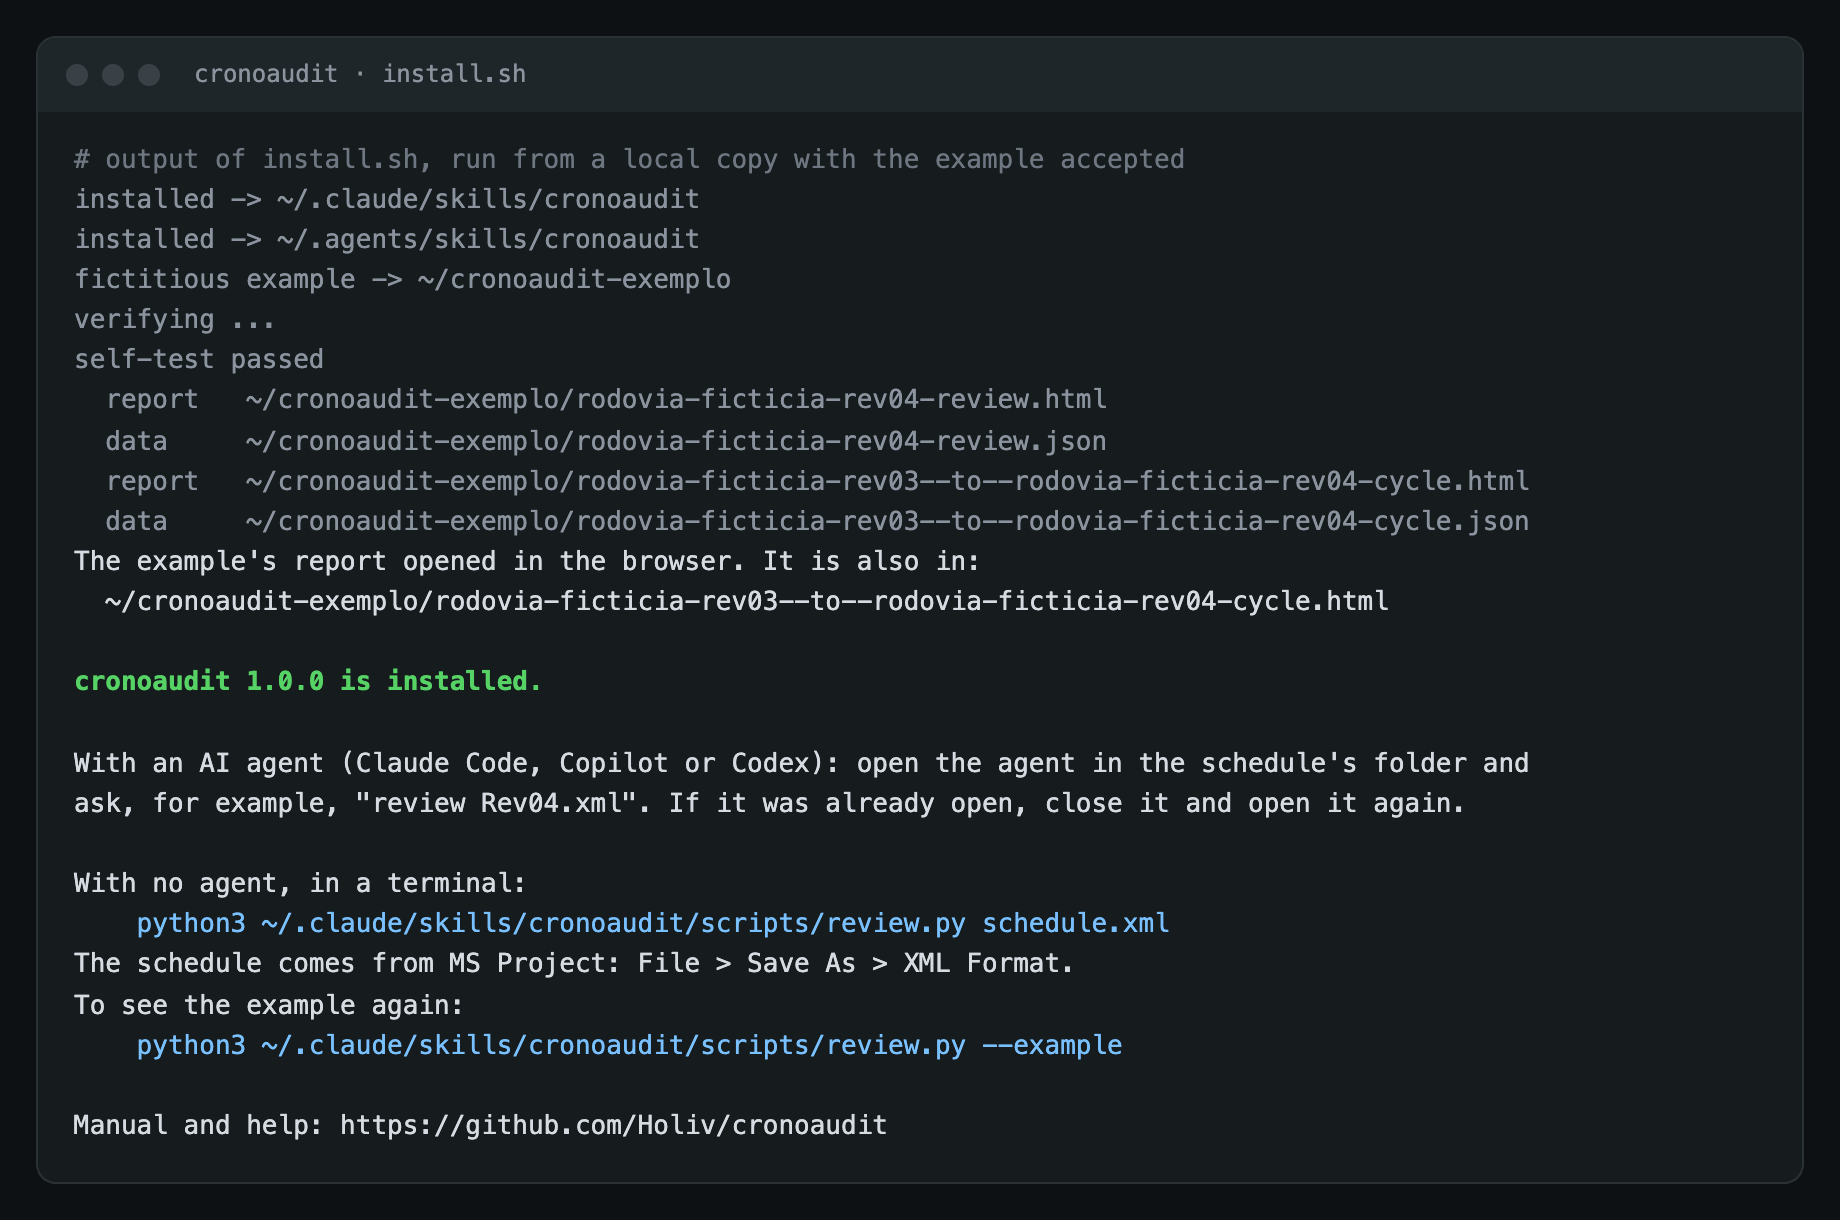 cronoaudit · install.sh
# output of install.sh, run from a local copy with the example accepted
installed -> ~/.claude/skills/cronoaudit
installed -> ~/.agents/skills/cronoaudit
fictitious example -> ~/cronoaudit-exemplo
verifying ...
self-test passed
  report   ~/cronoaudit-exemplo/rodovia-ficticia-rev04-review.html
  data     ~/cronoaudit-exemplo/rodovia-ficticia-rev04-review.json
  report   ~/cronoaudit-exemplo/rodovia-ficticia-rev03--to--rodovia-ficticia-rev04-cycle.html
  data     ~/cronoaudit-exemplo/rodovia-ficticia-rev03--to--rodovia-ficticia-rev04-cycle.json
The example's report opened in the browser. It is also in:
  ~/cronoaudit-exemplo/rodovia-ficticia-rev03--to--rodovia-ficticia-rev04-cycle.html
cronoaudit 1.0.0 is installed.
With an AI agent (Claude Code, Copilot or Codex): open the agent in the schedule's folder and
ask, for example, "review Rev04.xml". If it was already open, close it and open it again.
With no agent, in a terminal:
    python3 ~/.claude/skills/cronoaudit/scripts/review.py schedule.xml
The schedule comes from MS Project: File > Save As > XML Format.
To see the example again:
    python3 ~/.claude/skills/cronoaudit/scripts/review.py --example
Manual and help: https://github.com/Holiv/cronoaudit